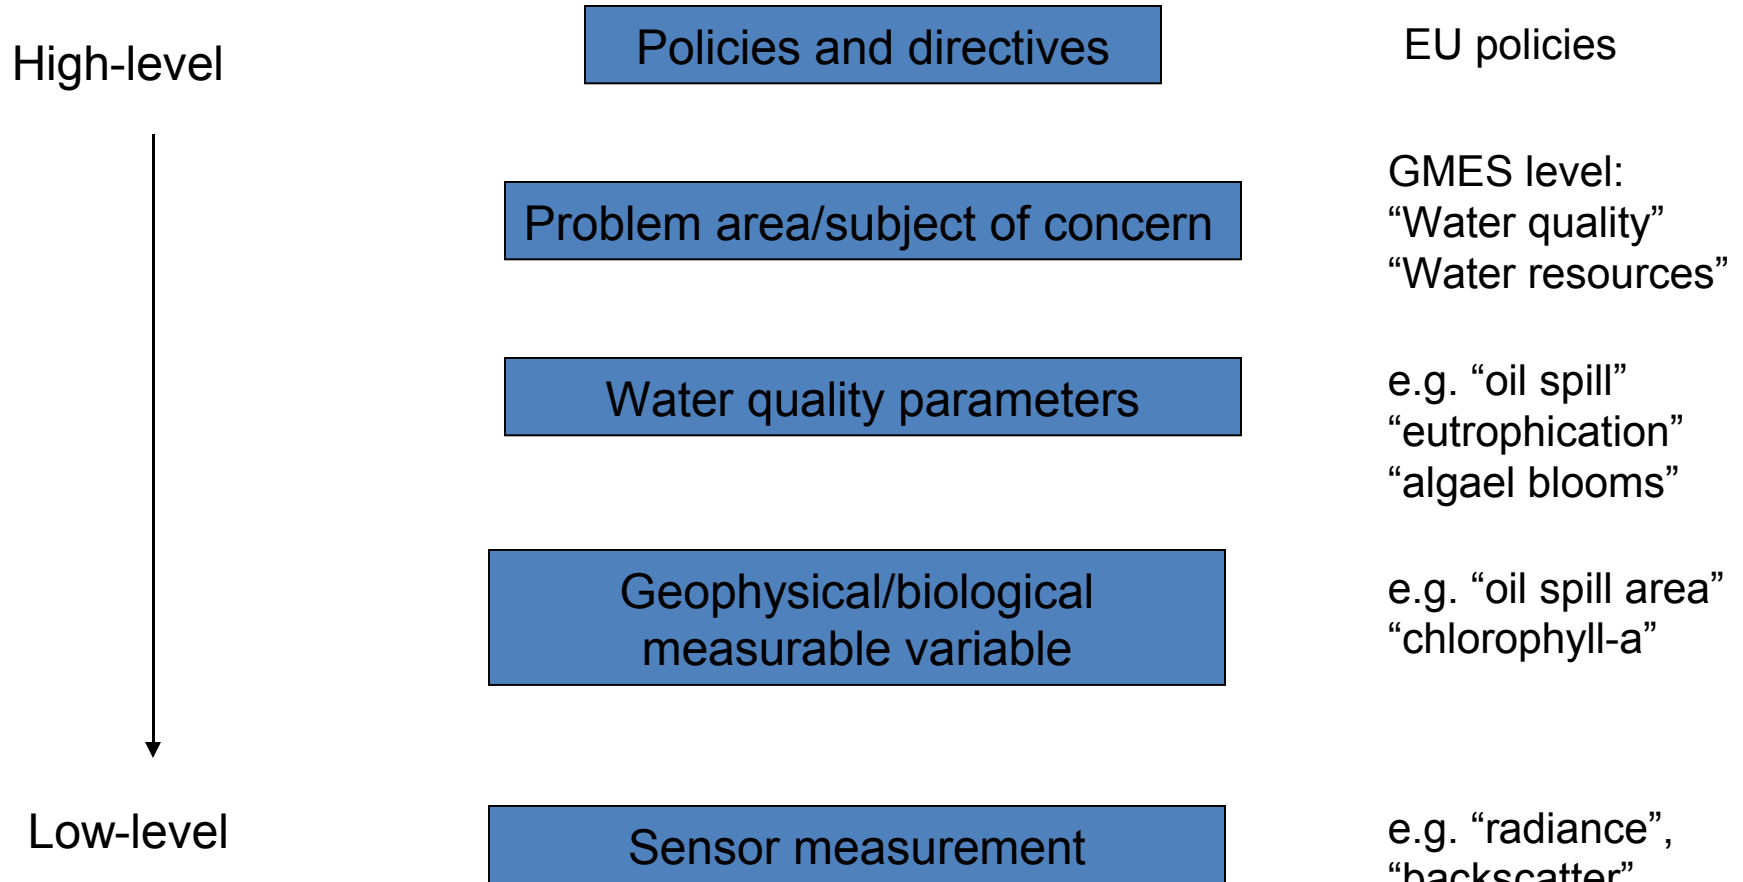 High-level
Policies and directives
EU policies
Problem area/subject of concern
GMES level:
“Water quality”
“Water resources”
Water quality parameters
e.g. “oil spill”
“eutrophication”
“algael blooms”
Geophysical/biological
measurable variable
e.g. “oil spill area”
“chlorophyll-a”
Low-level
Sensor measurement
e.g. “radiance”,
“backscatter”